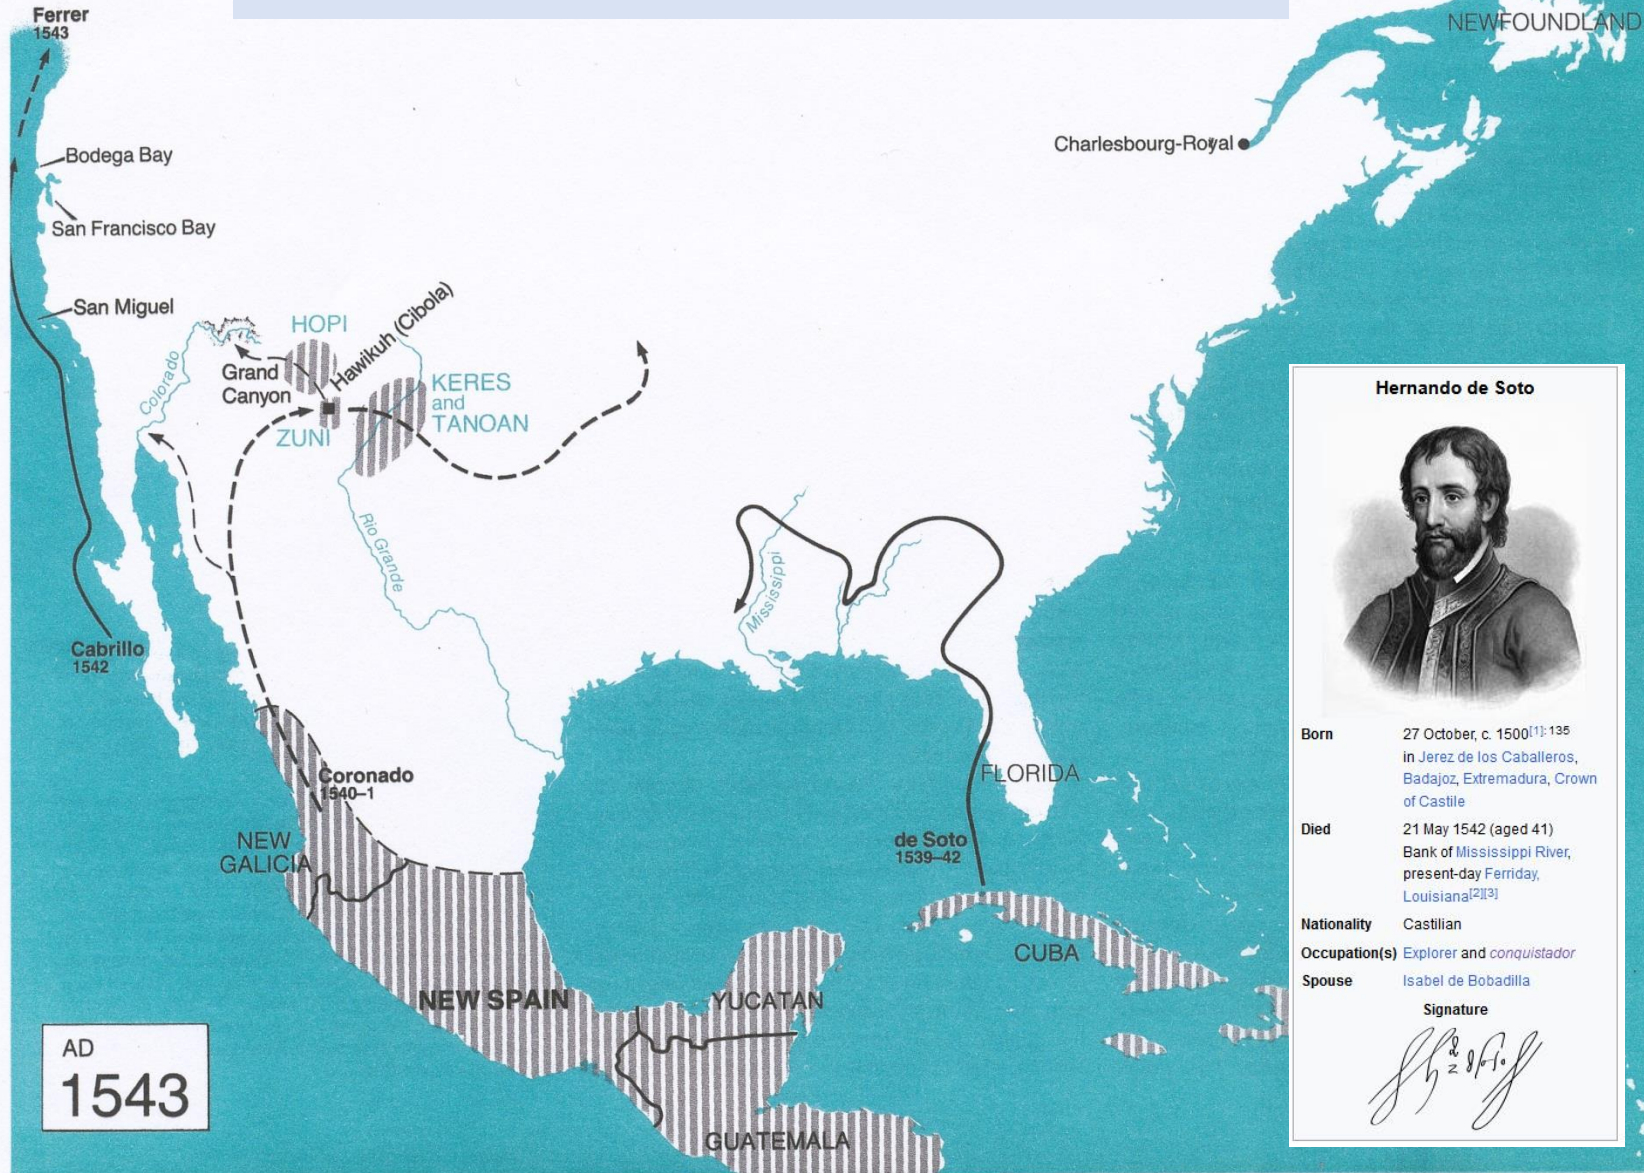 Ferrer
1543
NEWFOUNDLAND
Charlesbourg-Royal
Bodega Bay
San Francisco Bay
San Miguel
HOPI
Hawikuh (Cibola)
Colorado
Grand
Canyon
KERES
and
TANOAN
ZUNI
Rio Grande
Mississippi
Cabrillo
1542
Coronado
1540–1
FLORIDA
NEW
GALICIA
de Soto
1539–42
CUBA
NEW SPAIN
YUCATAN
GUATEMALA
AD
1543
Hernando de Soto
Born 27 October, c. 1500[1]:135
in Jerez de los Caballeros,
Badajoz, Extremadura, Crown
of Castile
Died 21 May 1542 (aged 41)
Bank of Mississippi River,
present-day Ferriday,
Louisiana[2][3]
Nationality Castilian
Occupation(s) Explorer and conquistador
Spouse Isabel de Bobadilla
Signature